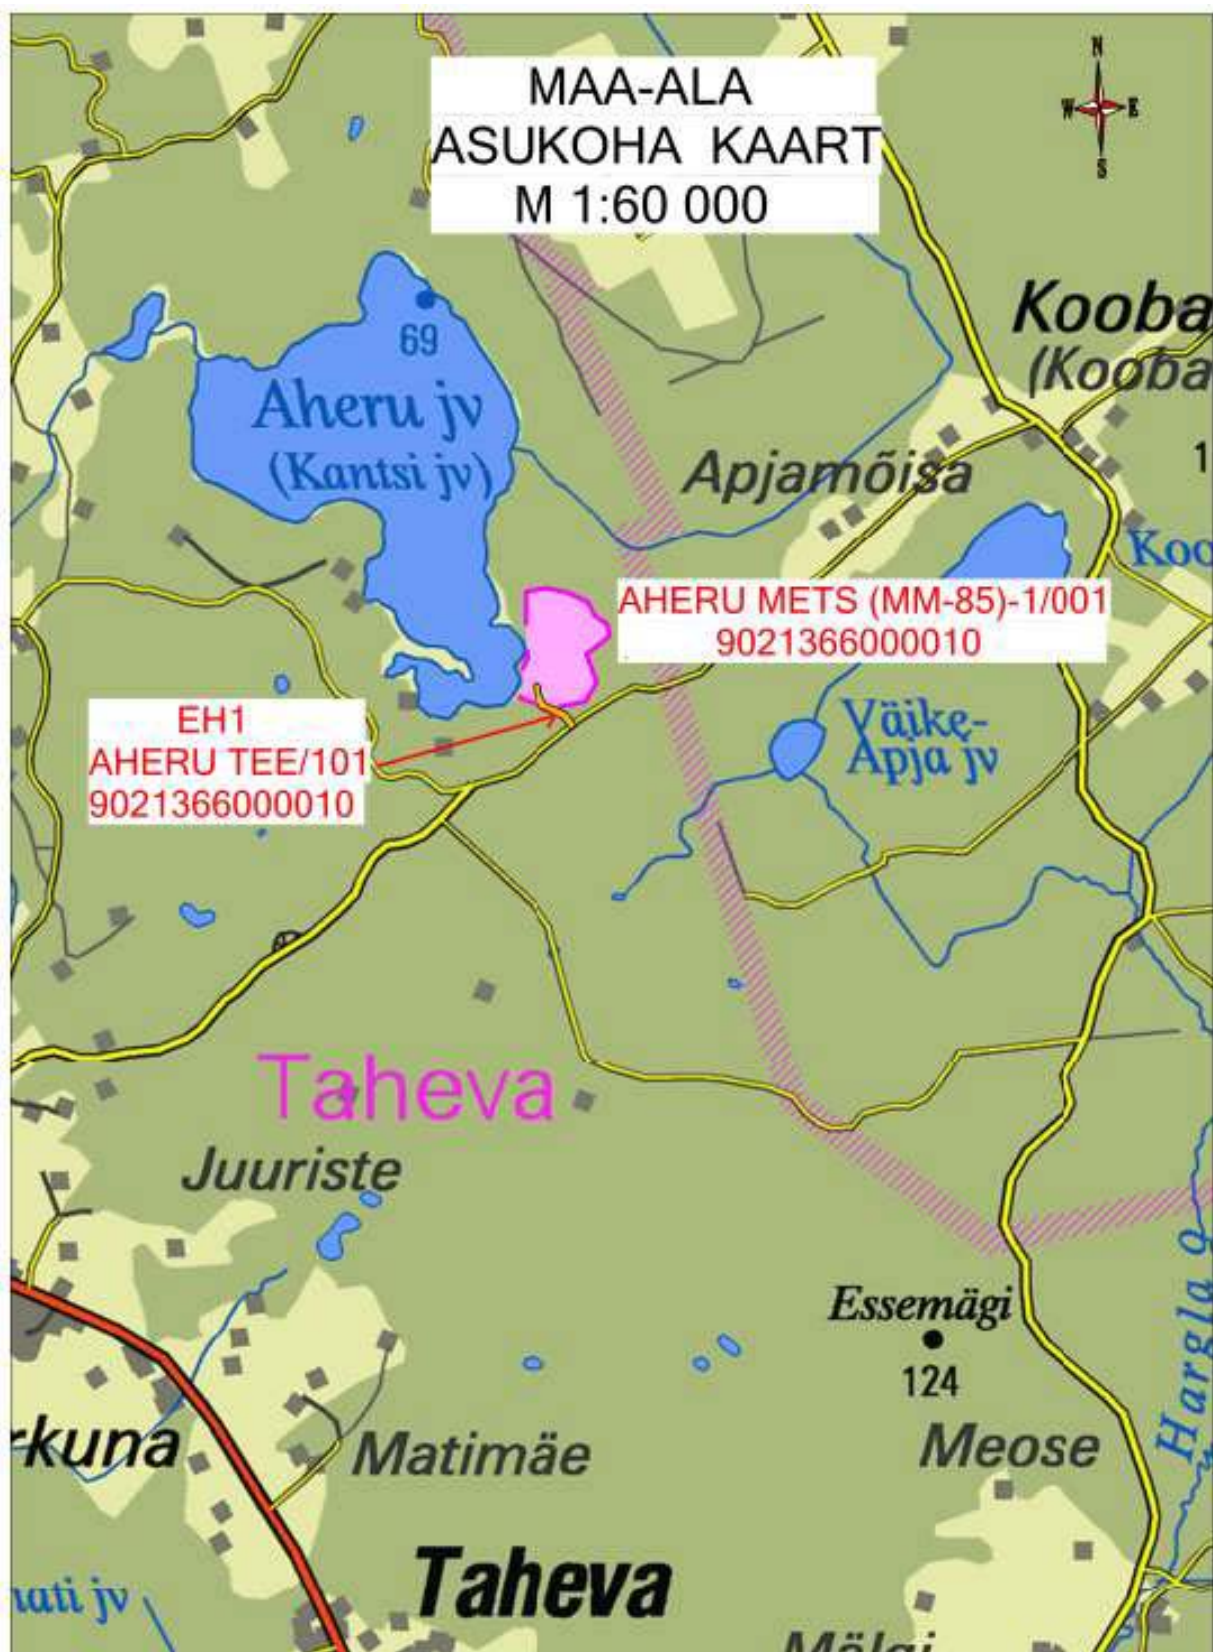 MAA-ALA
ASUKOHA KAART
M 1:60 000
N
W E
S
Kooba
(Kooba
69
Aheru jv
(Kantsi jv)
Apjamõisa
1
Koo
AHERU METS (MM-85)-1/001
9021366000010
EH1
AHERU TEE/101
9021366000010
Väike-
Apja jv
Taheva
Juuriste
Essemägi
124
Hargla o
rkuna
Matimäe
Meose
Taheva
nati jv
Mälgi